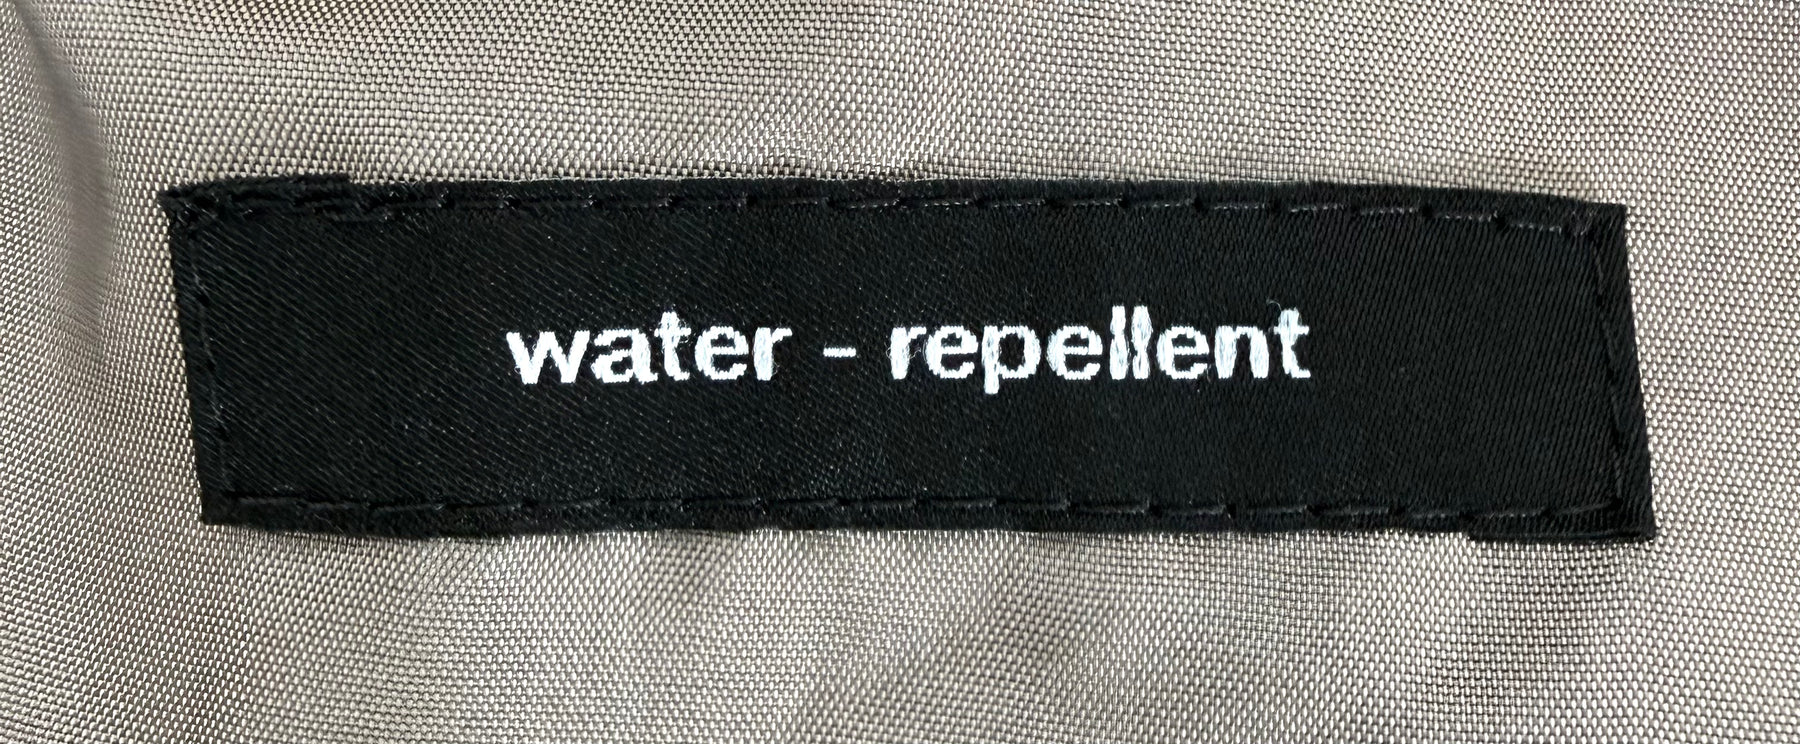 water - repellent